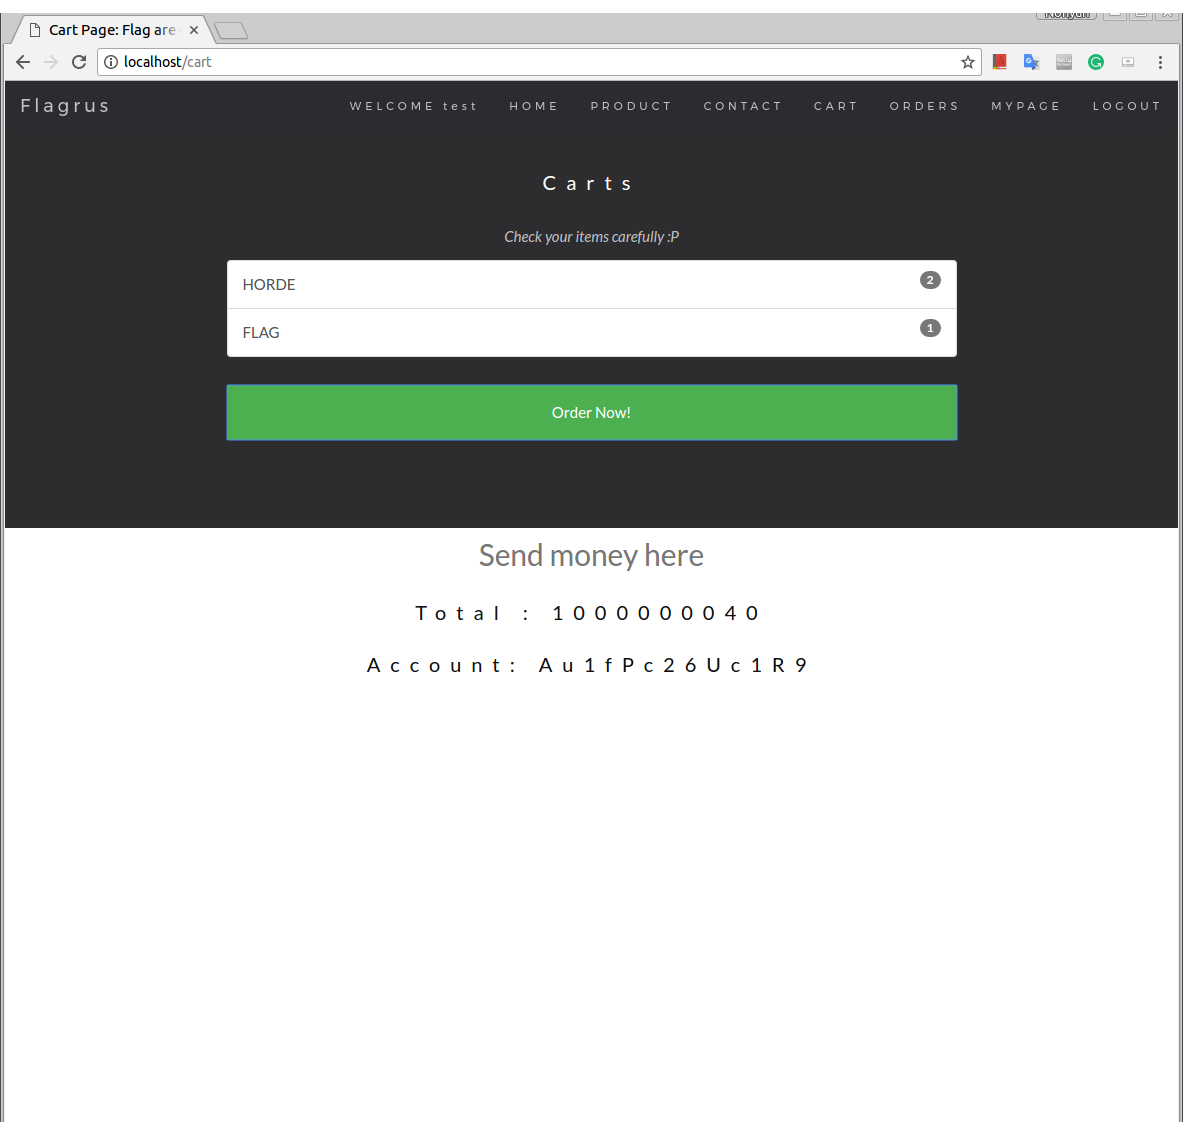 Cart Page: Flag are
localhost/cart
Flagrus WELCOME test HOME PRODUCT CONTACT CART ORDERS MYPAGE LOGOUT
Carts
Check your items carefully :P
HORDE 2
FLAG 1
Order Now!
Send money here
Total : 1000000040
Account: Au1fPc26Uc1R9